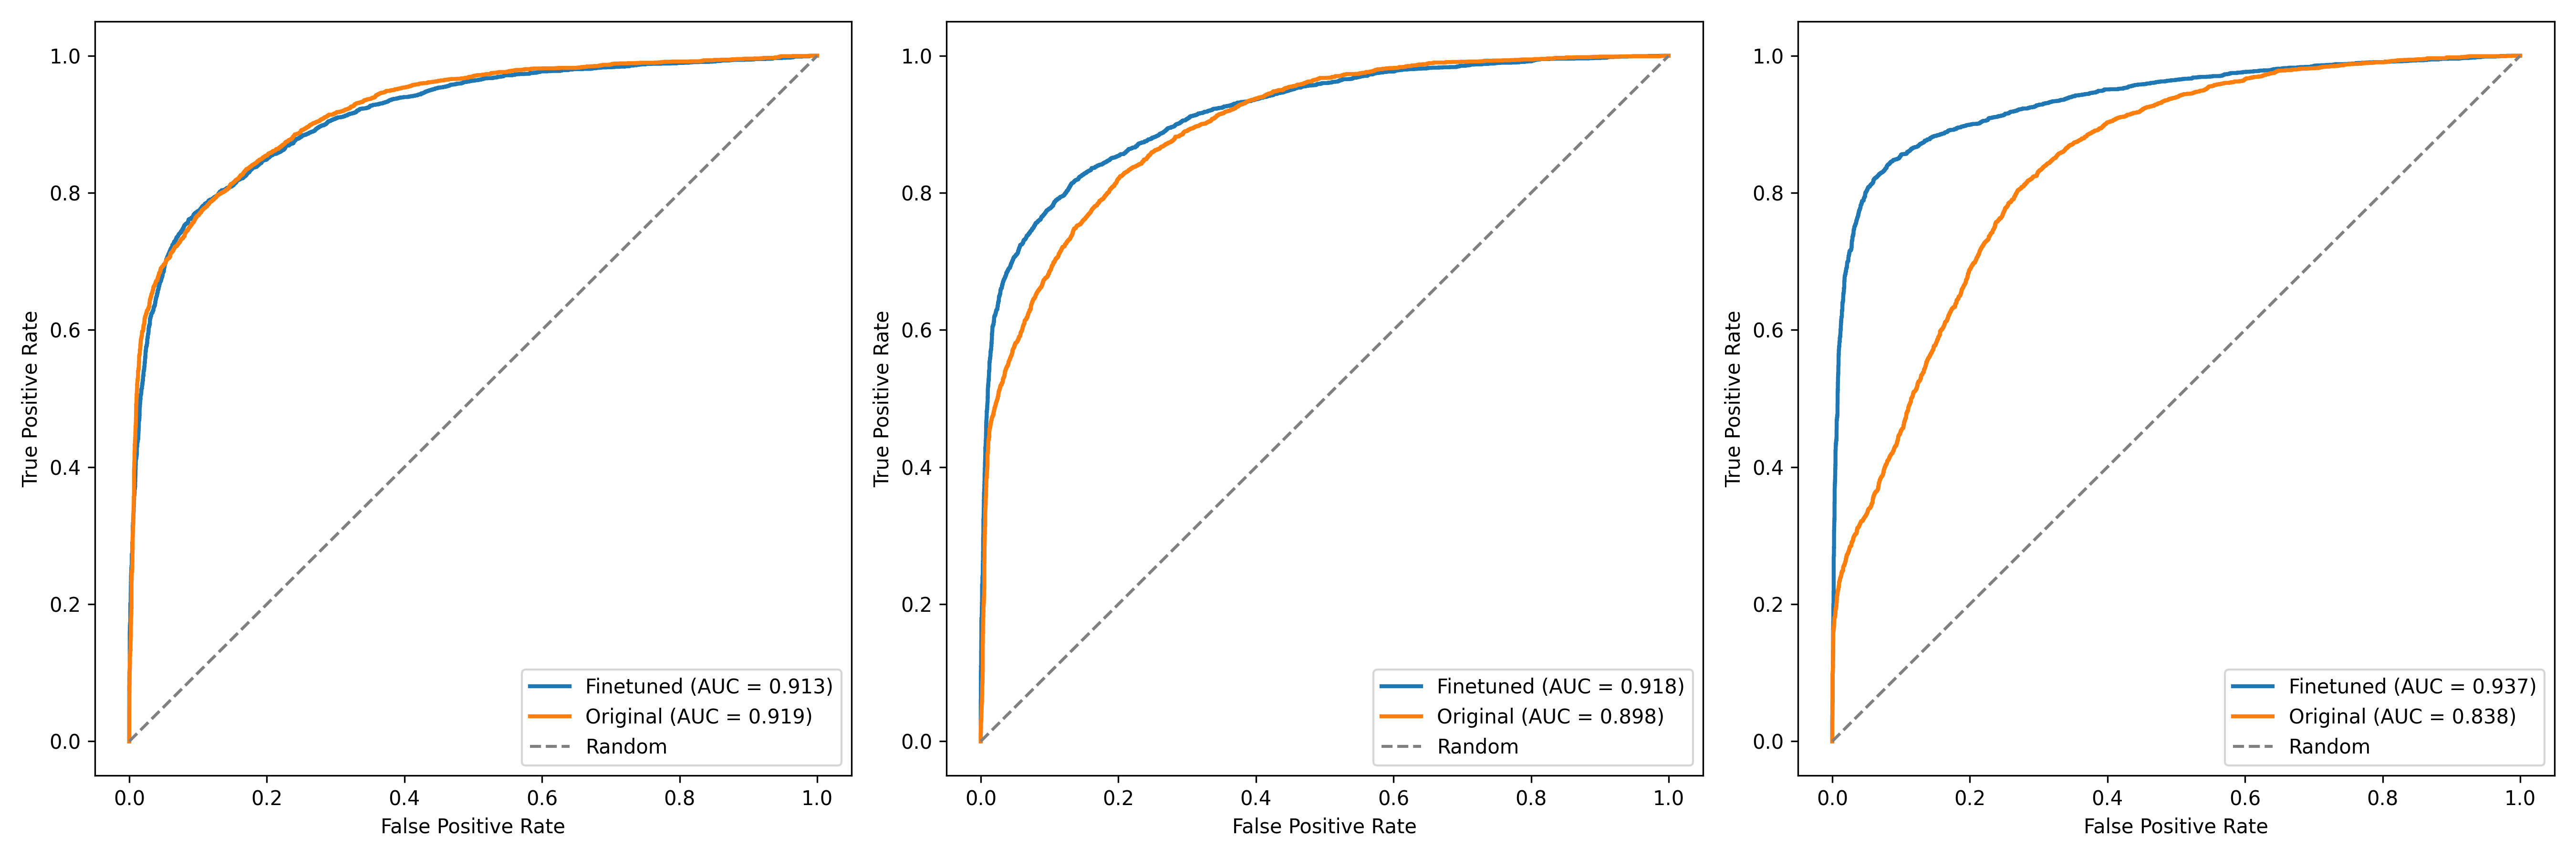 True Positive Rate
1.0
0.8
0.6
0.4
0.2
0.0
0.0 0.2 0.4 0.6 0.8 1.0
False Positive Rate
Finetuned (AUC = 0.913)
Original (AUC = 0.919)
Random
True Positive Rate
1.0
0.8
0.6
0.4
0.2
0.0
0.0 0.2 0.4 0.6 0.8 1.0
False Positive Rate
Finetuned (AUC = 0.918)
Original (AUC = 0.898)
Random
True Positive Rate
1.0
0.8
0.6
0.4
0.2
0.0
0.0 0.2 0.4 0.6 0.8 1.0
False Positive Rate
Finetuned (AUC = 0.937)
Original (AUC = 0.838)
Random